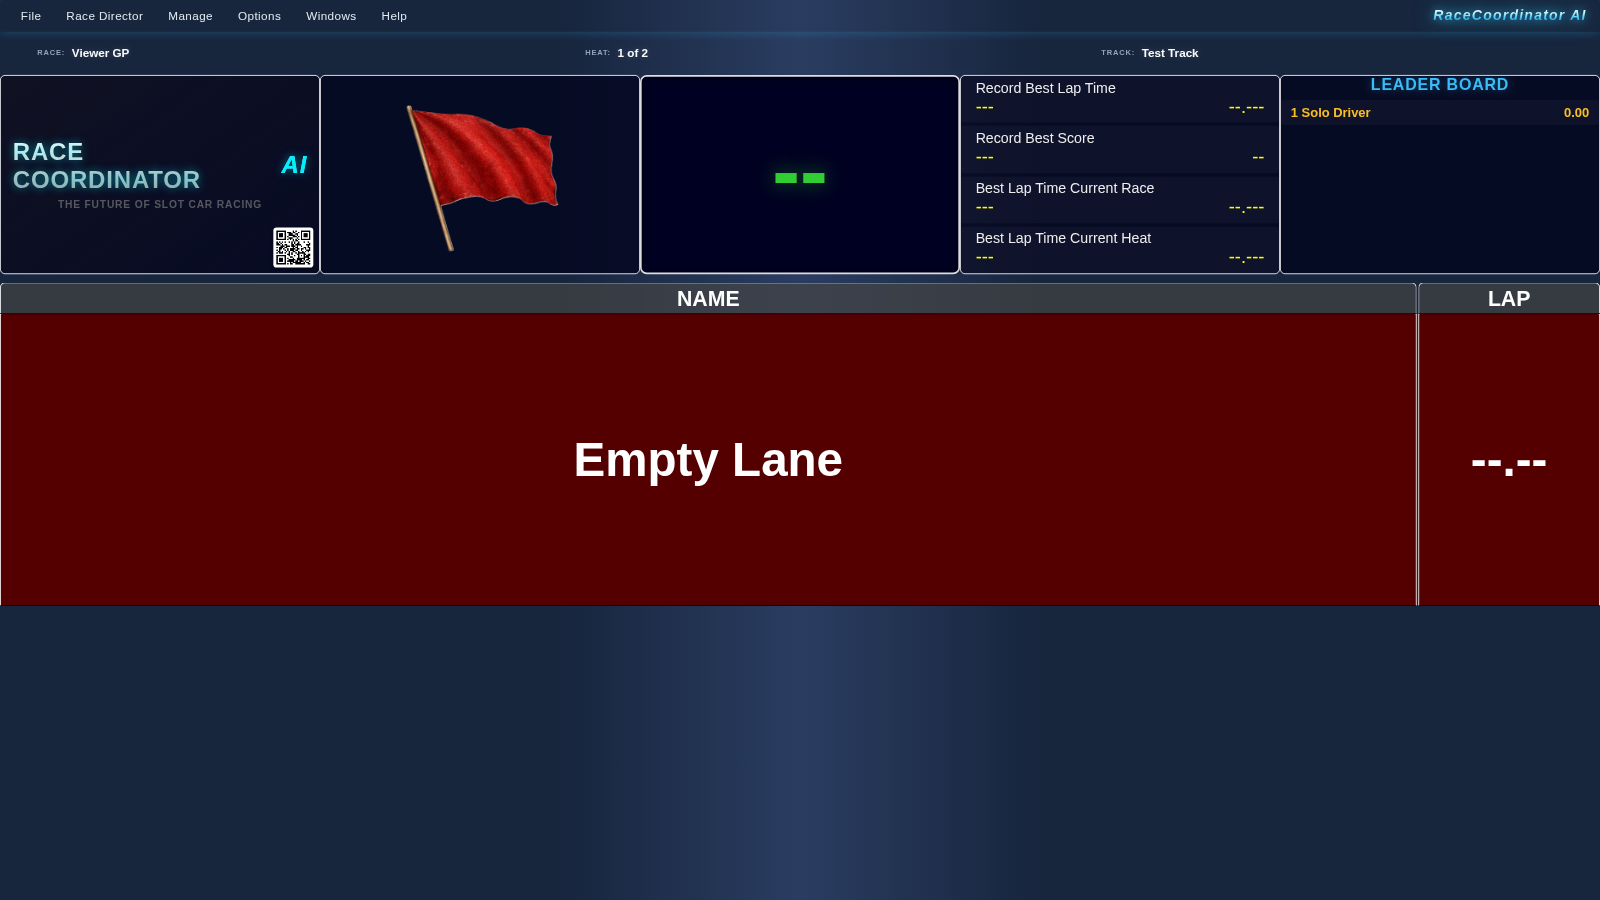 File Race Director Manage Options Windows Help RaceCoordinator AI
RACE: Viewer GP HEAT: 1 of 2 TRACK: Test Track
RACE
COORDINATOR
AI
THE FUTURE OF SLOT CAR RACING
--
Record Best Lap Time
--- --.---
Record Best Score
--- --
Best Lap Time Current Race
--- --.---
Best Lap Time Current Heat
--- --.---
LEADER BOARD
1 Solo Driver 0.00
NAME LAP
Empty Lane --.--